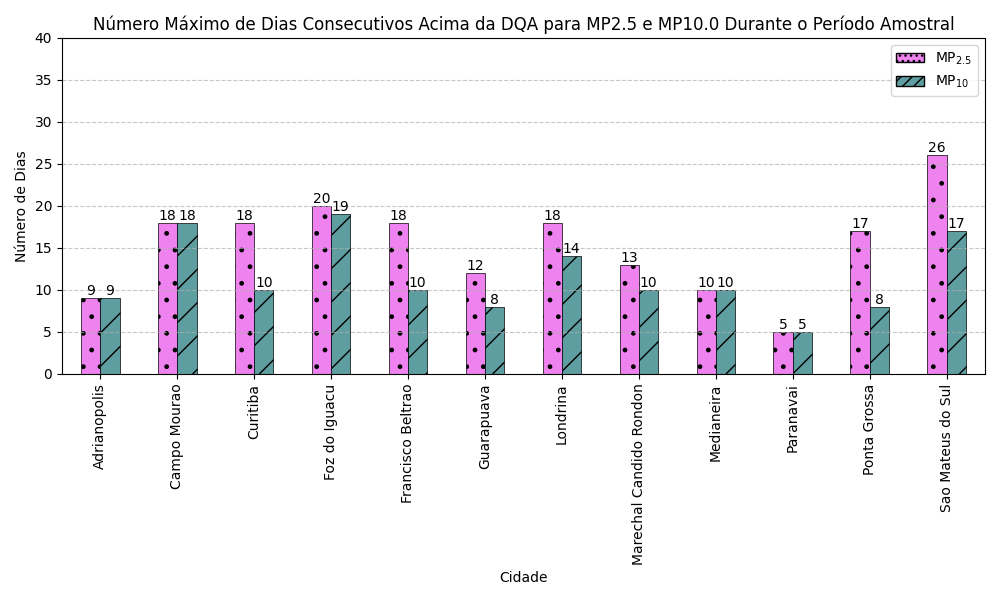 Número Máximo de Dias Consecutivos Acima da DQA para MP2.5 e MP10.0 Durante o Período Amostral
40
35
30
25
20
15
10
5
0
Número de Dias
MP2.5
MP10
9 9
18 18
18 10
20 19
18 10
12 8
18 14
13 10
10 10
5 5
17 8
26 17
Adrianopolis
Campo Mourao
Curitiba
Foz do Iguacu
Francisco Beltrao
Guarapuava
Londrina
Marechal Candido Rondon
Medianeira
Paranavai
Ponta Grossa
Sao Mateus do Sul
Cidade